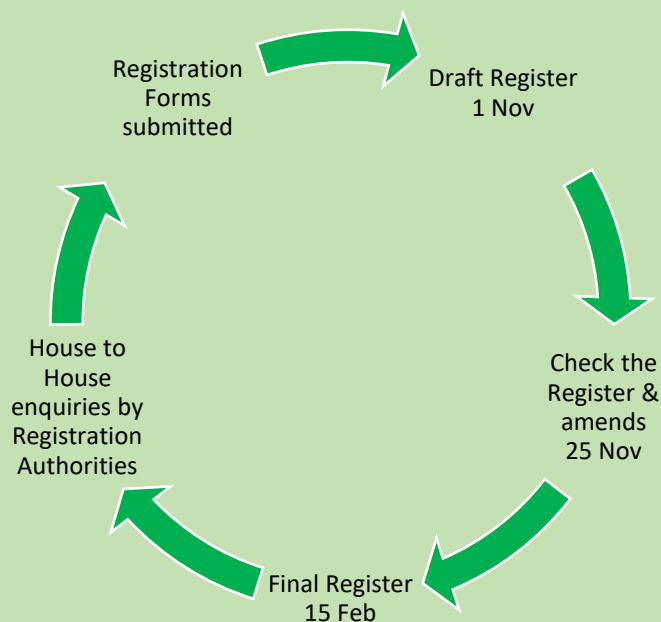 Registration
Forms
submitted
Draft Register
1 Nov
Check the
Register &
amends
25 Nov
Final Register
15 Feb
House to
House
enquiries by
Registration
Authorities